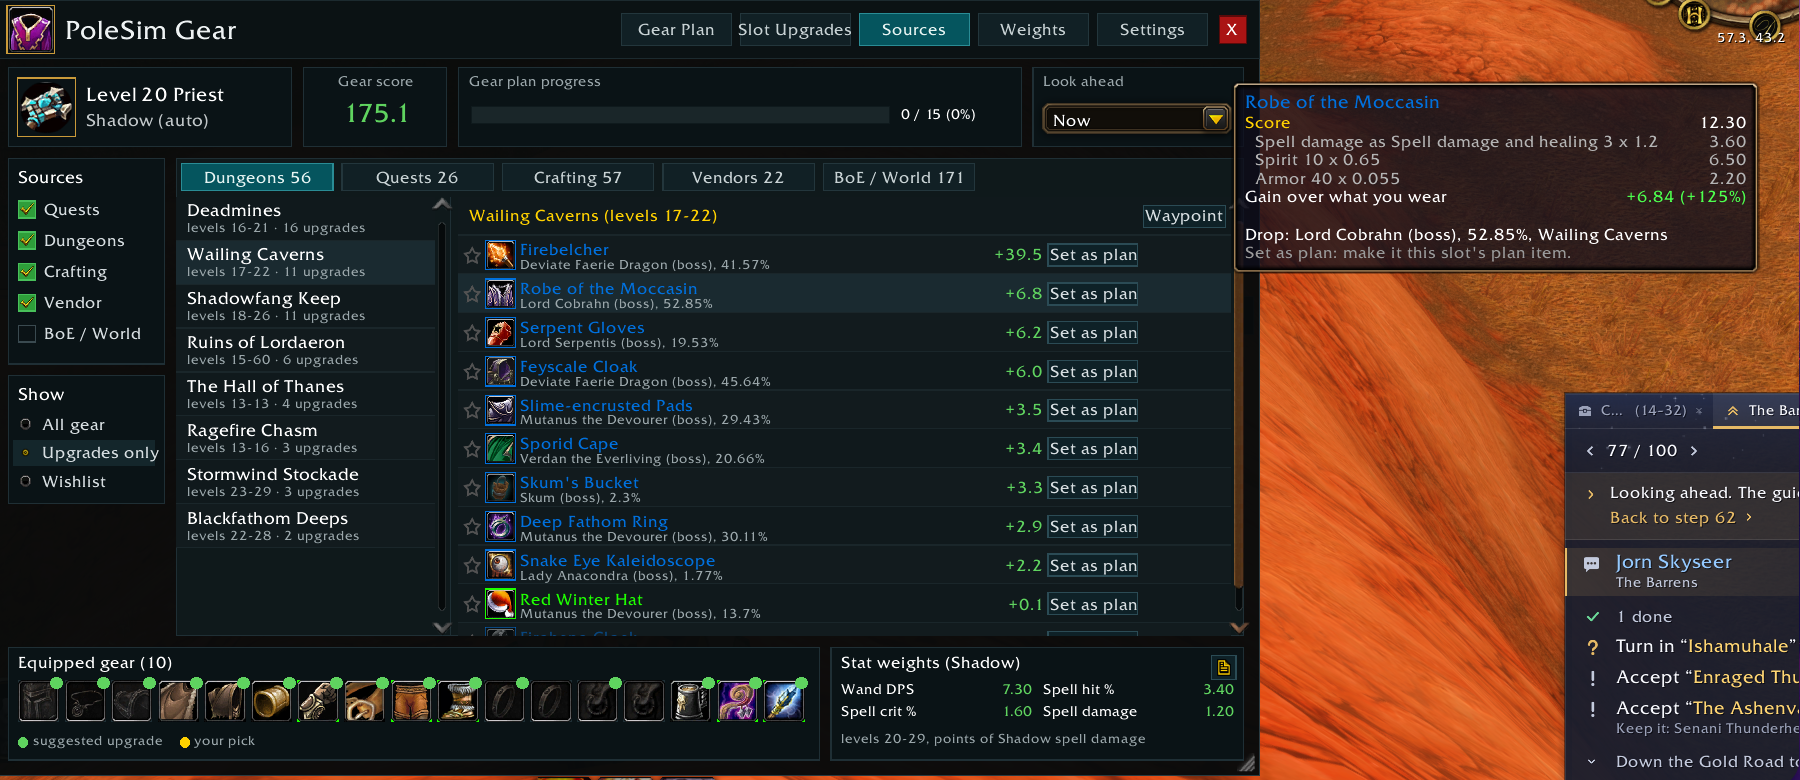 PoleSim Gear
Gear Plan
Slot Upgrades
Sources
Weights
Settings
X
57.3, 43.2
Level 20 Priest
Shadow (auto)
Gear score
175.1
Gear plan progress
0 / 15 (0%)
Look ahead
Now
Robe of the Moccasin
Score 12.30
Spell damage as Spell damage and healing 3 x 1.2 3.60
Spirit 10 x 0.65 6.50
Armor 40 x 0.055 2.20
Gain over what you wear +6.84 (+125%)
Drop: Lord Cobrahn (boss), 52.85%, Wailing Caverns
Set as plan: make it this slot's plan item.
Sources
Quests
Dungeons
Crafting
Vendor
BoE / World
Show
All gear
Upgrades only
Wishlist
Dungeons 56
Quests 26
Crafting 57
Vendors 22
BoE / World 171
Deadmines
levels 16-21 · 16 upgrades
Wailing Caverns
levels 17-22 · 11 upgrades
Shadowfang Keep
levels 18-26 · 11 upgrades
Ruins of Lordaeron
levels 15-60 · 6 upgrades
The Hall of Thanes
levels 13-13 · 4 upgrades
Ragefire Chasm
levels 13-16 · 3 upgrades
Stormwind Stockade
levels 23-29 · 3 upgrades
Blackfathom Deeps
levels 22-28 · 2 upgrades
Wailing Caverns (levels 17-22)
Waypoint
Firebelcher
Deviate Faerie Dragon (boss), 41.57%
+39.5 Set as plan
Robe of the Moccasin
Lord Cobrahn (boss), 52.85%
+6.8 Set as plan
Serpent Gloves
Lord Serpentis (boss), 19.53%
+6.2 Set as plan
Feyscale Cloak
Deviate Faerie Dragon (boss), 45.64%
+6.0 Set as plan
Slime-encrusted Pads
Mutanus the Devourer (boss), 29.43%
+3.5 Set as plan
Sporid Cape
Verdan the Everliving (boss), 20.66%
+3.4 Set as plan
Skum's Bucket
Skum (boss), 2.3%
+3.3 Set as plan
Deep Fathom Ring
Mutanus the Devourer (boss), 30.11%
+2.9 Set as plan
Snake Eye Kaleidoscope
Lady Anacondra (boss), 1.77%
+2.2 Set as plan
Red Winter Hat
Mutanus the Devourer (boss), 13.7%
+0.1 Set as plan
Equipped gear (10)
suggested upgrade
your pick
Stat weights (Shadow)
Wand DPS 7.30 Spell hit % 3.40
Spell crit % 1.60 Spell damage 1.20
levels 20-29, points of Shadow spell damage
C... (14-32) ×
The Bar
< 77 / 100 >
Looking ahead. The gui
Back to step 62 >
Jorn Skyseer
The Barrens
1 done
? Turn in “Ishamuhale”
! Accept “Enraged Thu
! Accept “The Ashenva
Keep it: Senani Thunderhe
Down the Gold Road to